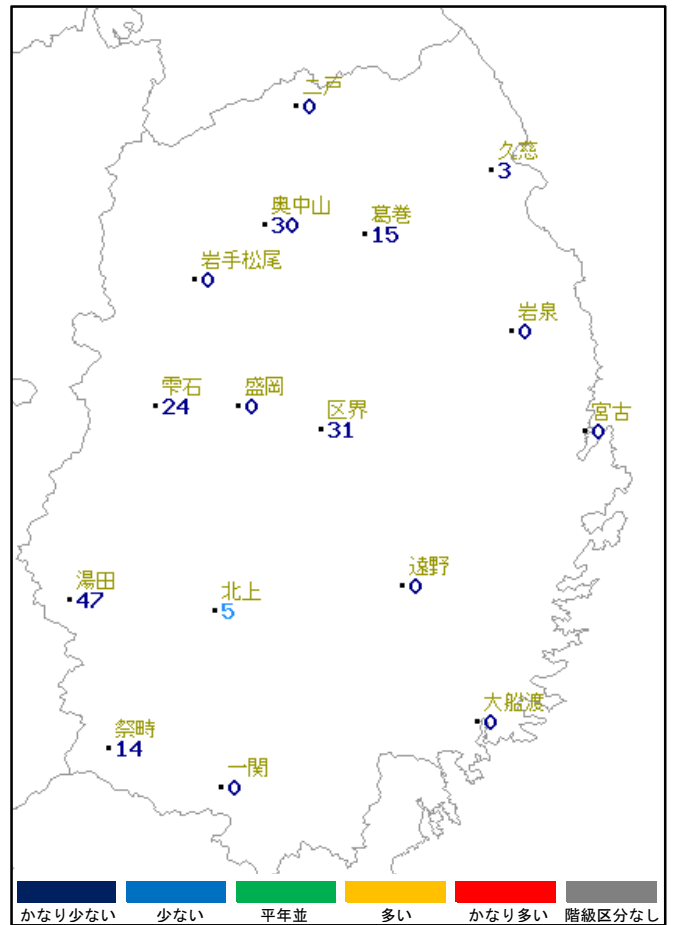 二戸
0
久慈
3
奥中山
30
葛巻
15
岩手松尾
0
岩泉
0
雫石
24
盛岡
0
区界
31
宮古
0
湯田
47
北上
5
遠野
0
大船渡
0
祭畤
14
一関
0
かなり少ない
少ない
平年並
多い
かなり多い
階級区分なし